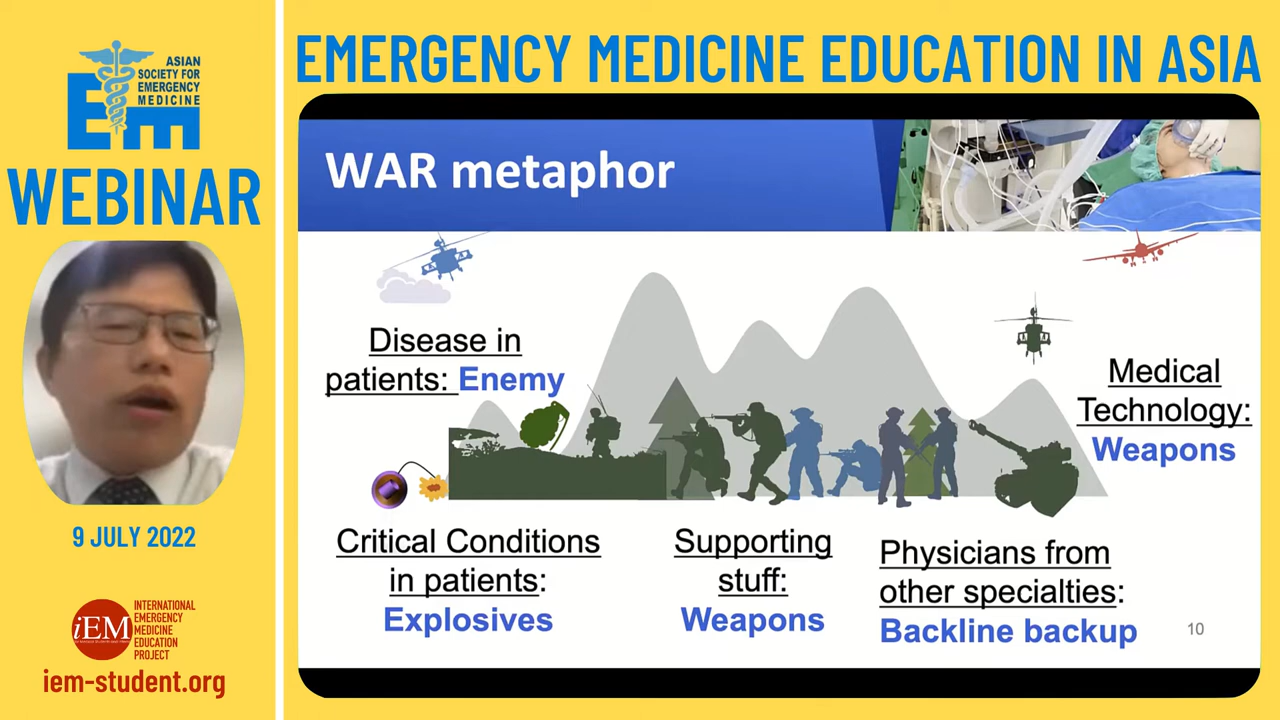 ASIAN
SOCIETY FOR
EMERGENCY
MEDICINE
EM
WEBINAR
9 JULY 2022
iEM
INTERNATIONAL
EMERGENCY
MEDICINE
EDUCATION
PROJECT
iem-student.org
EMERGENCY MEDICINE EDUCATION IN ASIA
WAR metaphor
Disease in
patients: Enemy
Medical
Technology:
Weapons
Critical Conditions
in patients:
Explosives
Supporting
stuff:
Weapons
Physicians from
other specialties:
Backline backup
10